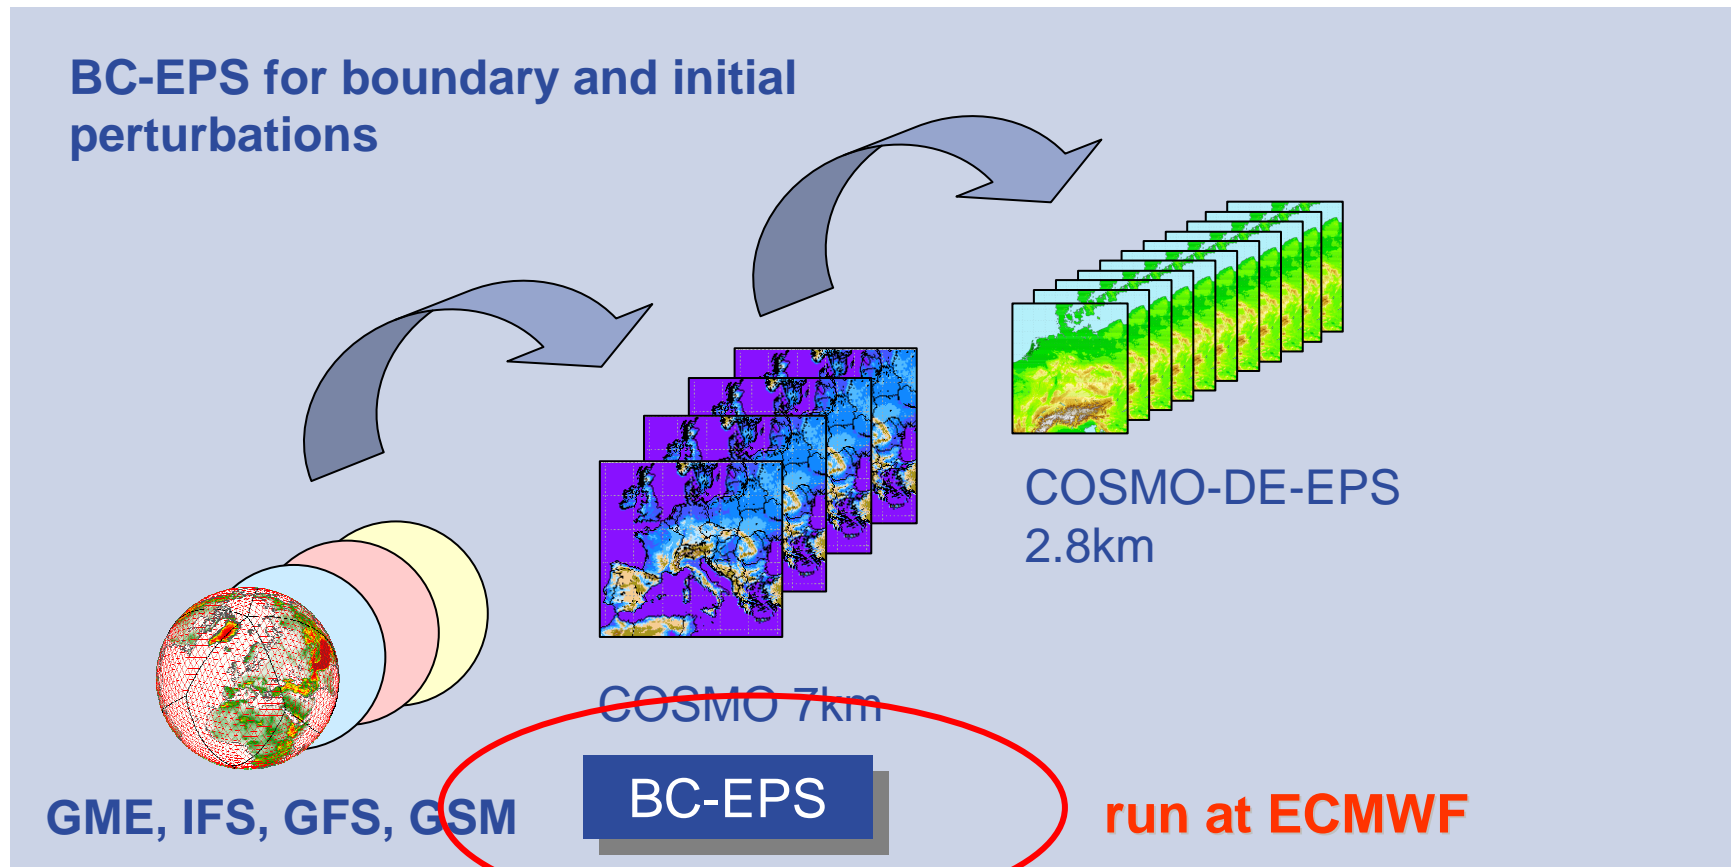 BC-EPS for boundary and initial
perturbations
COSMO-DE-EPS
2.8km
COSMO 7km
BC-EPS
GME, IFS, GFS, GSM
run at ECMWF